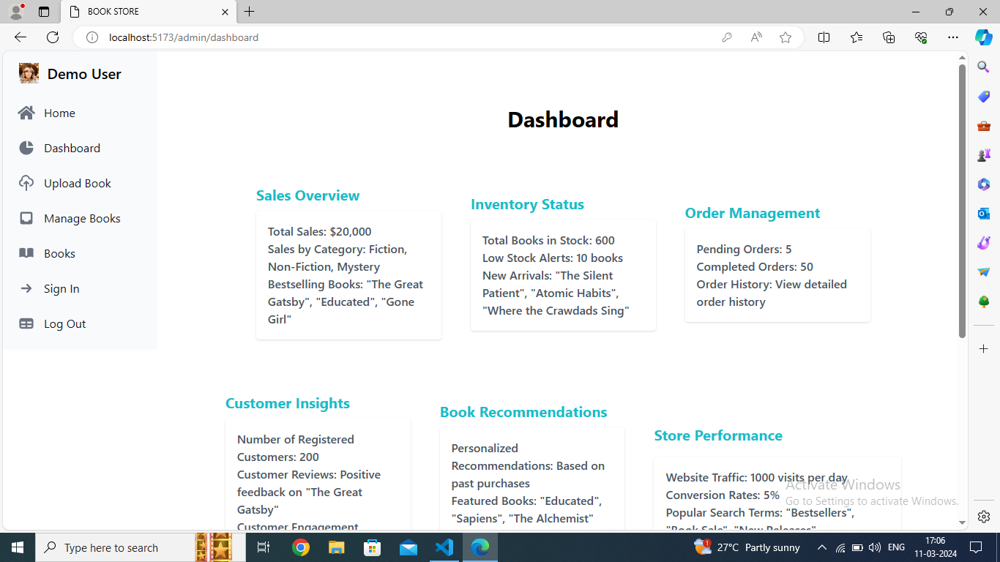 BOOK STORE
localhost:5173/admin/dashboard
Demo User
Home
Dashboard
Upload Book
Manage Books
Books
Sign In
Log Out
Dashboard
Sales Overview
Total Sales: $20,000
Sales by Category: Fiction,
Non-Fiction, Mystery
Bestselling Books: "The Great
Gatsby", "Educated", "Gone
Girl"
Inventory Status
Total Books in Stock: 600
Low Stock Alerts: 10 books
New Arrivals: "The Silent
Patient", "Atomic Habits",
"Where the Crawdads Sing"
Order Management
Pending Orders: 5
Completed Orders: 50
Order History: View detailed
order history
Customer Insights
Number of Registered
Customers: 200
Customer Reviews: Positive
feedback on "The Great
Gatsby"
Customer Engagement
Book Recommendations
Personalized
Recommendations: Based on
past purchases
Featured Books: "Educated",
"Sapiens", "The Alchemist"
Store Performance
Website Traffic: 1000 visits per day
Conversion Rates: 5%
Popular Search Terms: "Bestsellers",
"Book Sale", "New Releases"
Activate Windows
Go to Settings to activate Windows.
Type here to search
1
27°C Partly sunny
ENG
17:06
11-03-2024